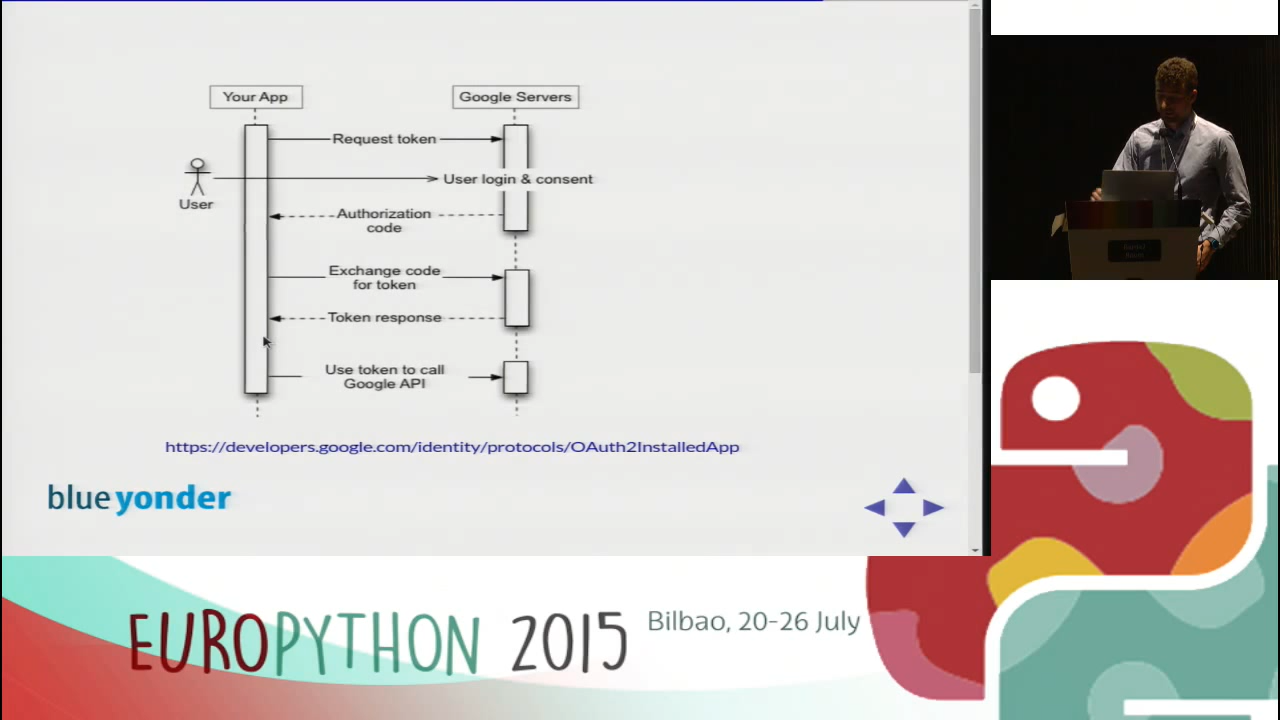 Your App
Google Servers
Request token
User login & consent
User
Authorization
code
Exchange code
for token
Token response
Use token to call
Google API
https://developers.google.com/identity/protocols/OAuth2InstalledApp
blue yonder
EUROPYTHON 2015
Bilbao, 20-26 July